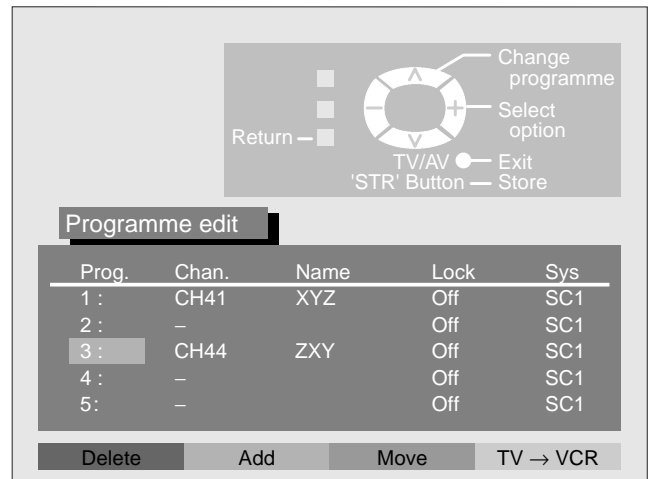 Change
programme
Select
option
Return
TV/AV Exit
'STR' Button Store
Programme edit
Prog. Chan. Name Lock Sys
1 : CH41 XYZ Off SC1
2 : – Off SC1
3 : CH44 ZXY Off SC1
4 : – Off SC1
5: – Off SC1
Delete Add Move TV → VCR